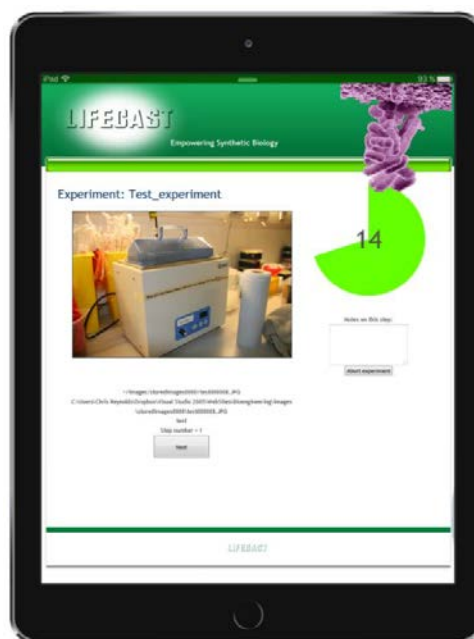 iPad
93 %
LIFECAST
Empowering Synthetic Biology
Experiment: Test_experiment
14
Notes on this step:
Abort experiment
test
Step number = 1
Next
LIFECAST